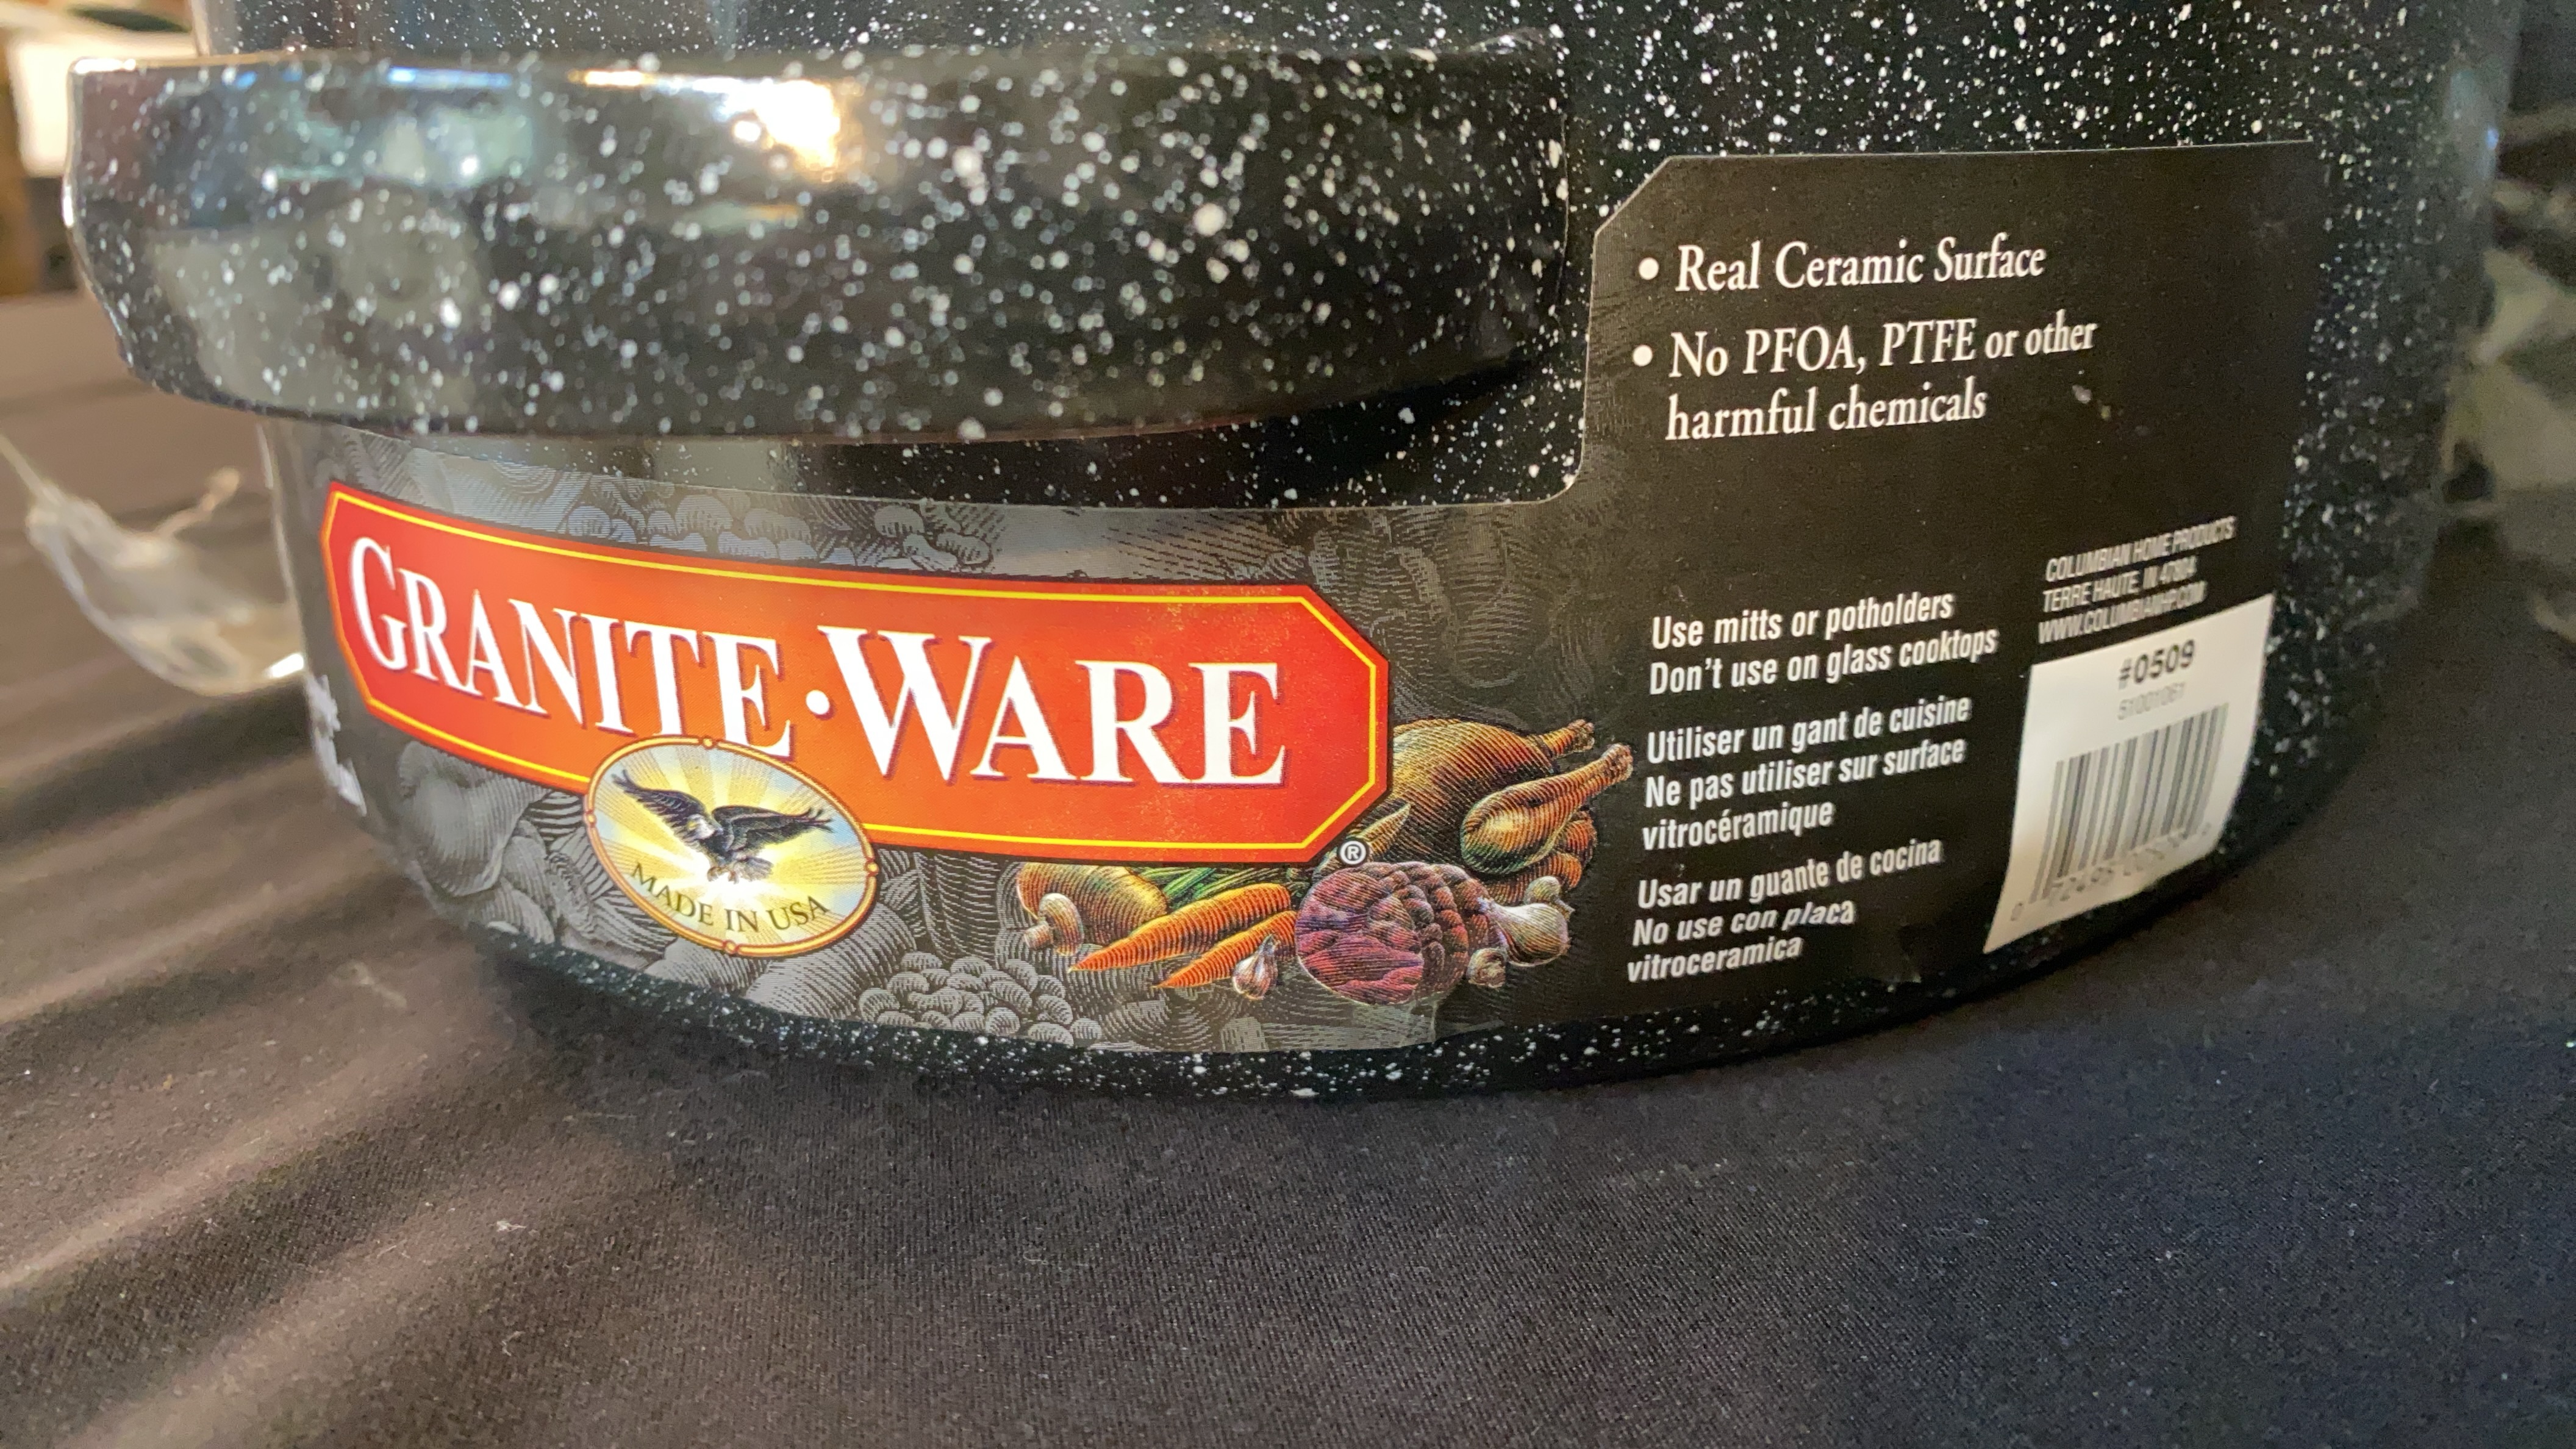 • Real Ceramic Surface
• No PFOA, PTFE or other
harmful chemicals
GRANITE·WARE
®
MADE IN USA
Use mitts or potholders
Don't use on glass cooktops
Utiliser un gant de cuisine
Ne pas utiliser sur surface
vitrocéramique
Usar un guante de cocina
No use con placa
vitroceramica
COLUMBIAN HOME PRODUCTS
TERRE HAUTE, IN 47804
WWW.COLUMBIANHP.COM
#0509
51001061